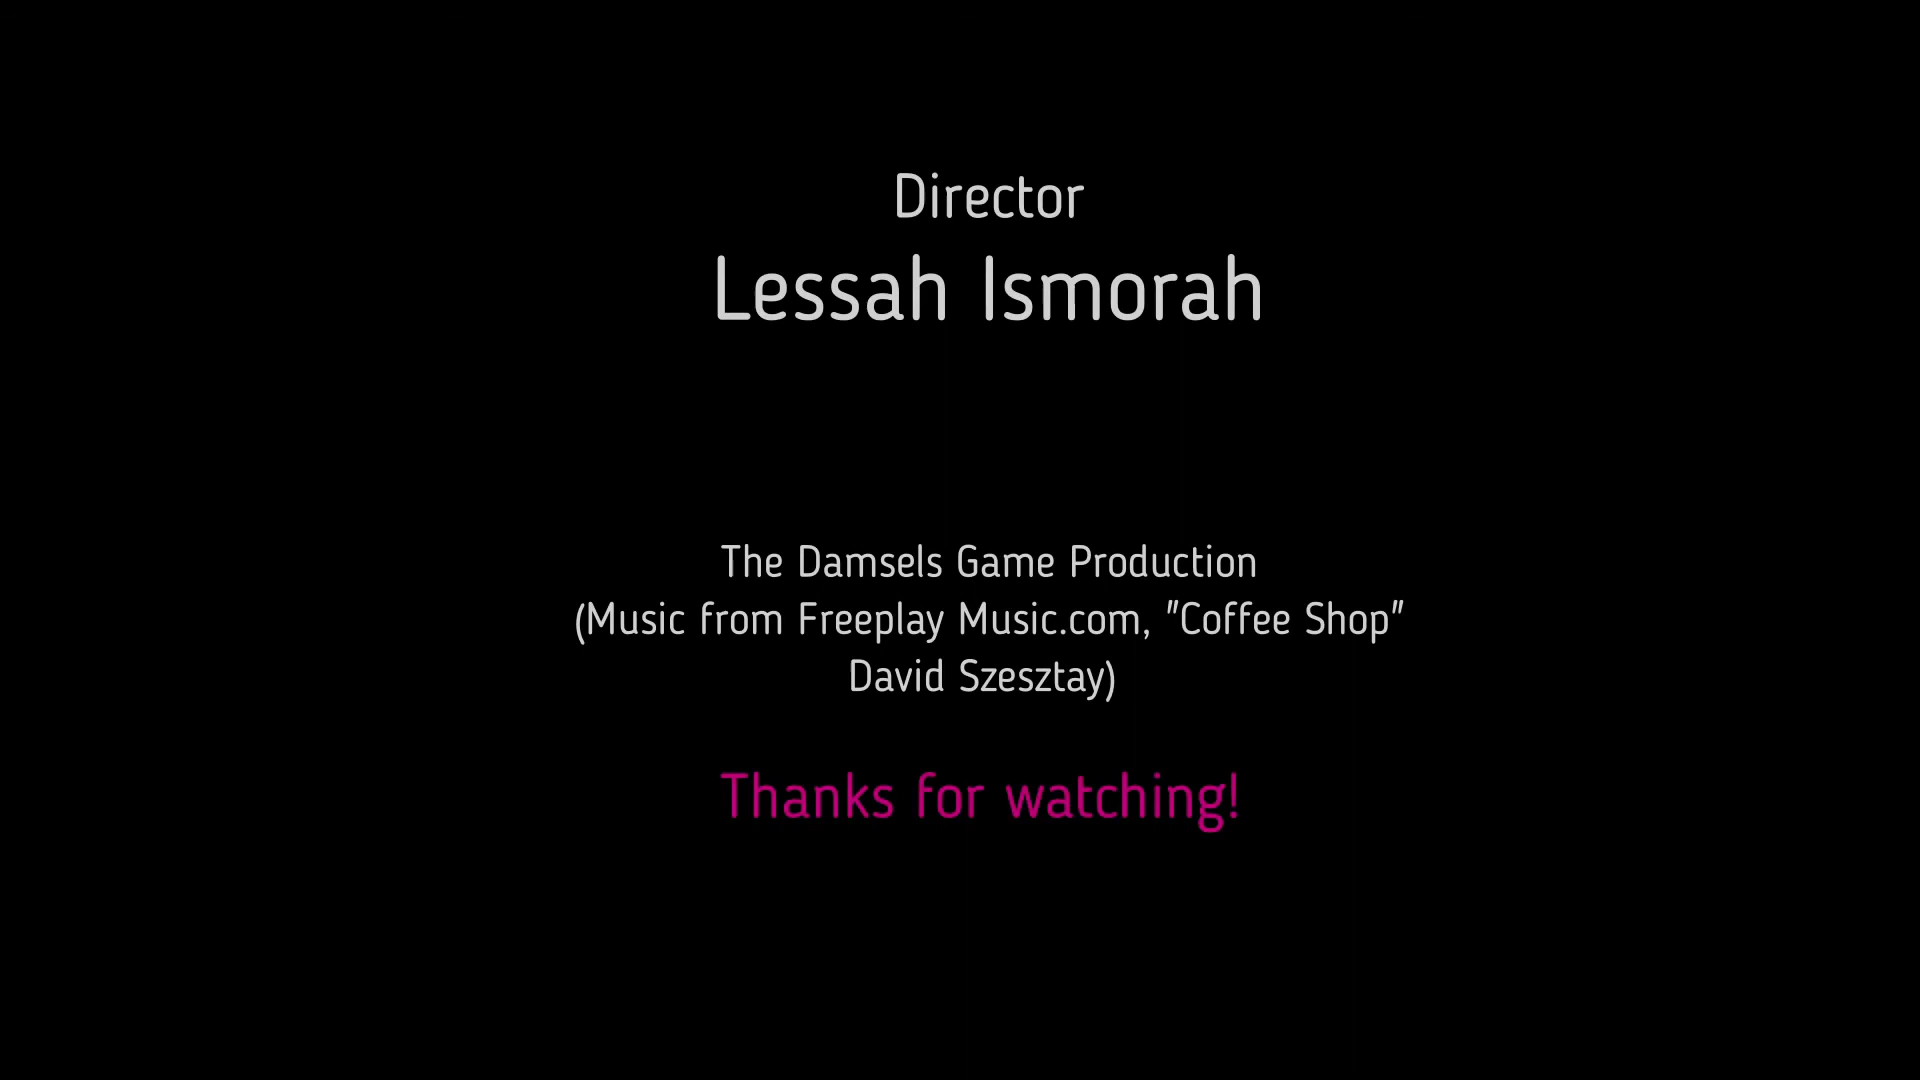 Director
Lessah Ismorah
The Damsels Game Production
(Music from Freeplay Music.com, "Coffee Shop"
David Szesztay)
Thanks for watching!